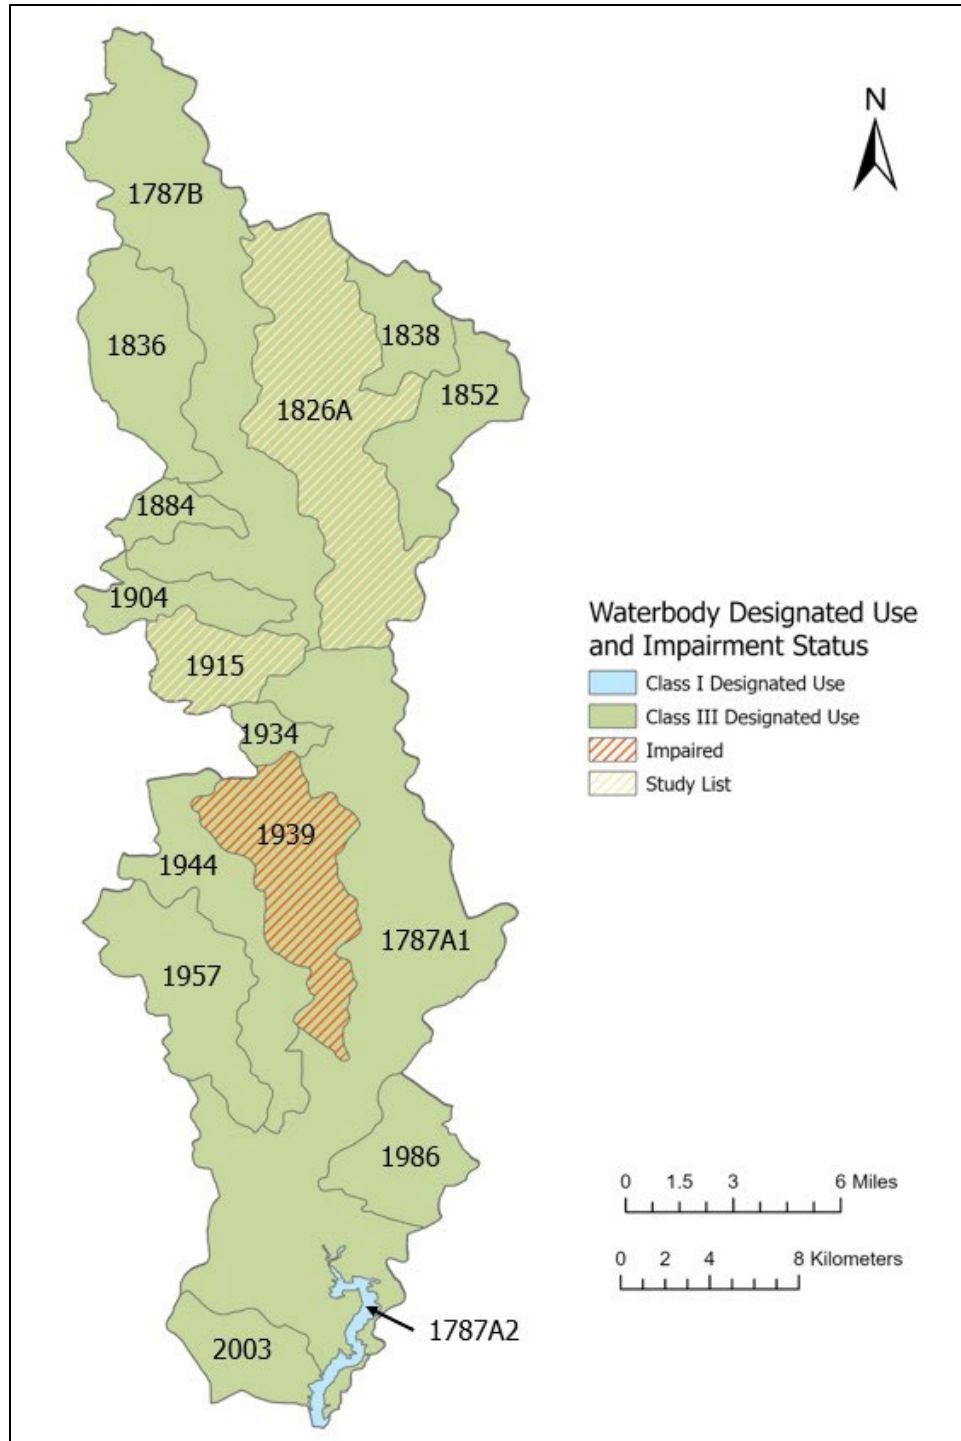 N
1787B
1836
1838
1826A
1852
1884
1904
1915
1934
1939
1944
1787A1
1957
1986
1787A2
2003
Waterbody Designated Use
and Impairment Status
Class I Designated Use
Class III Designated Use
Impaired
Study List
0 1.5 3 6 Miles
0 2 4 8 Kilometers